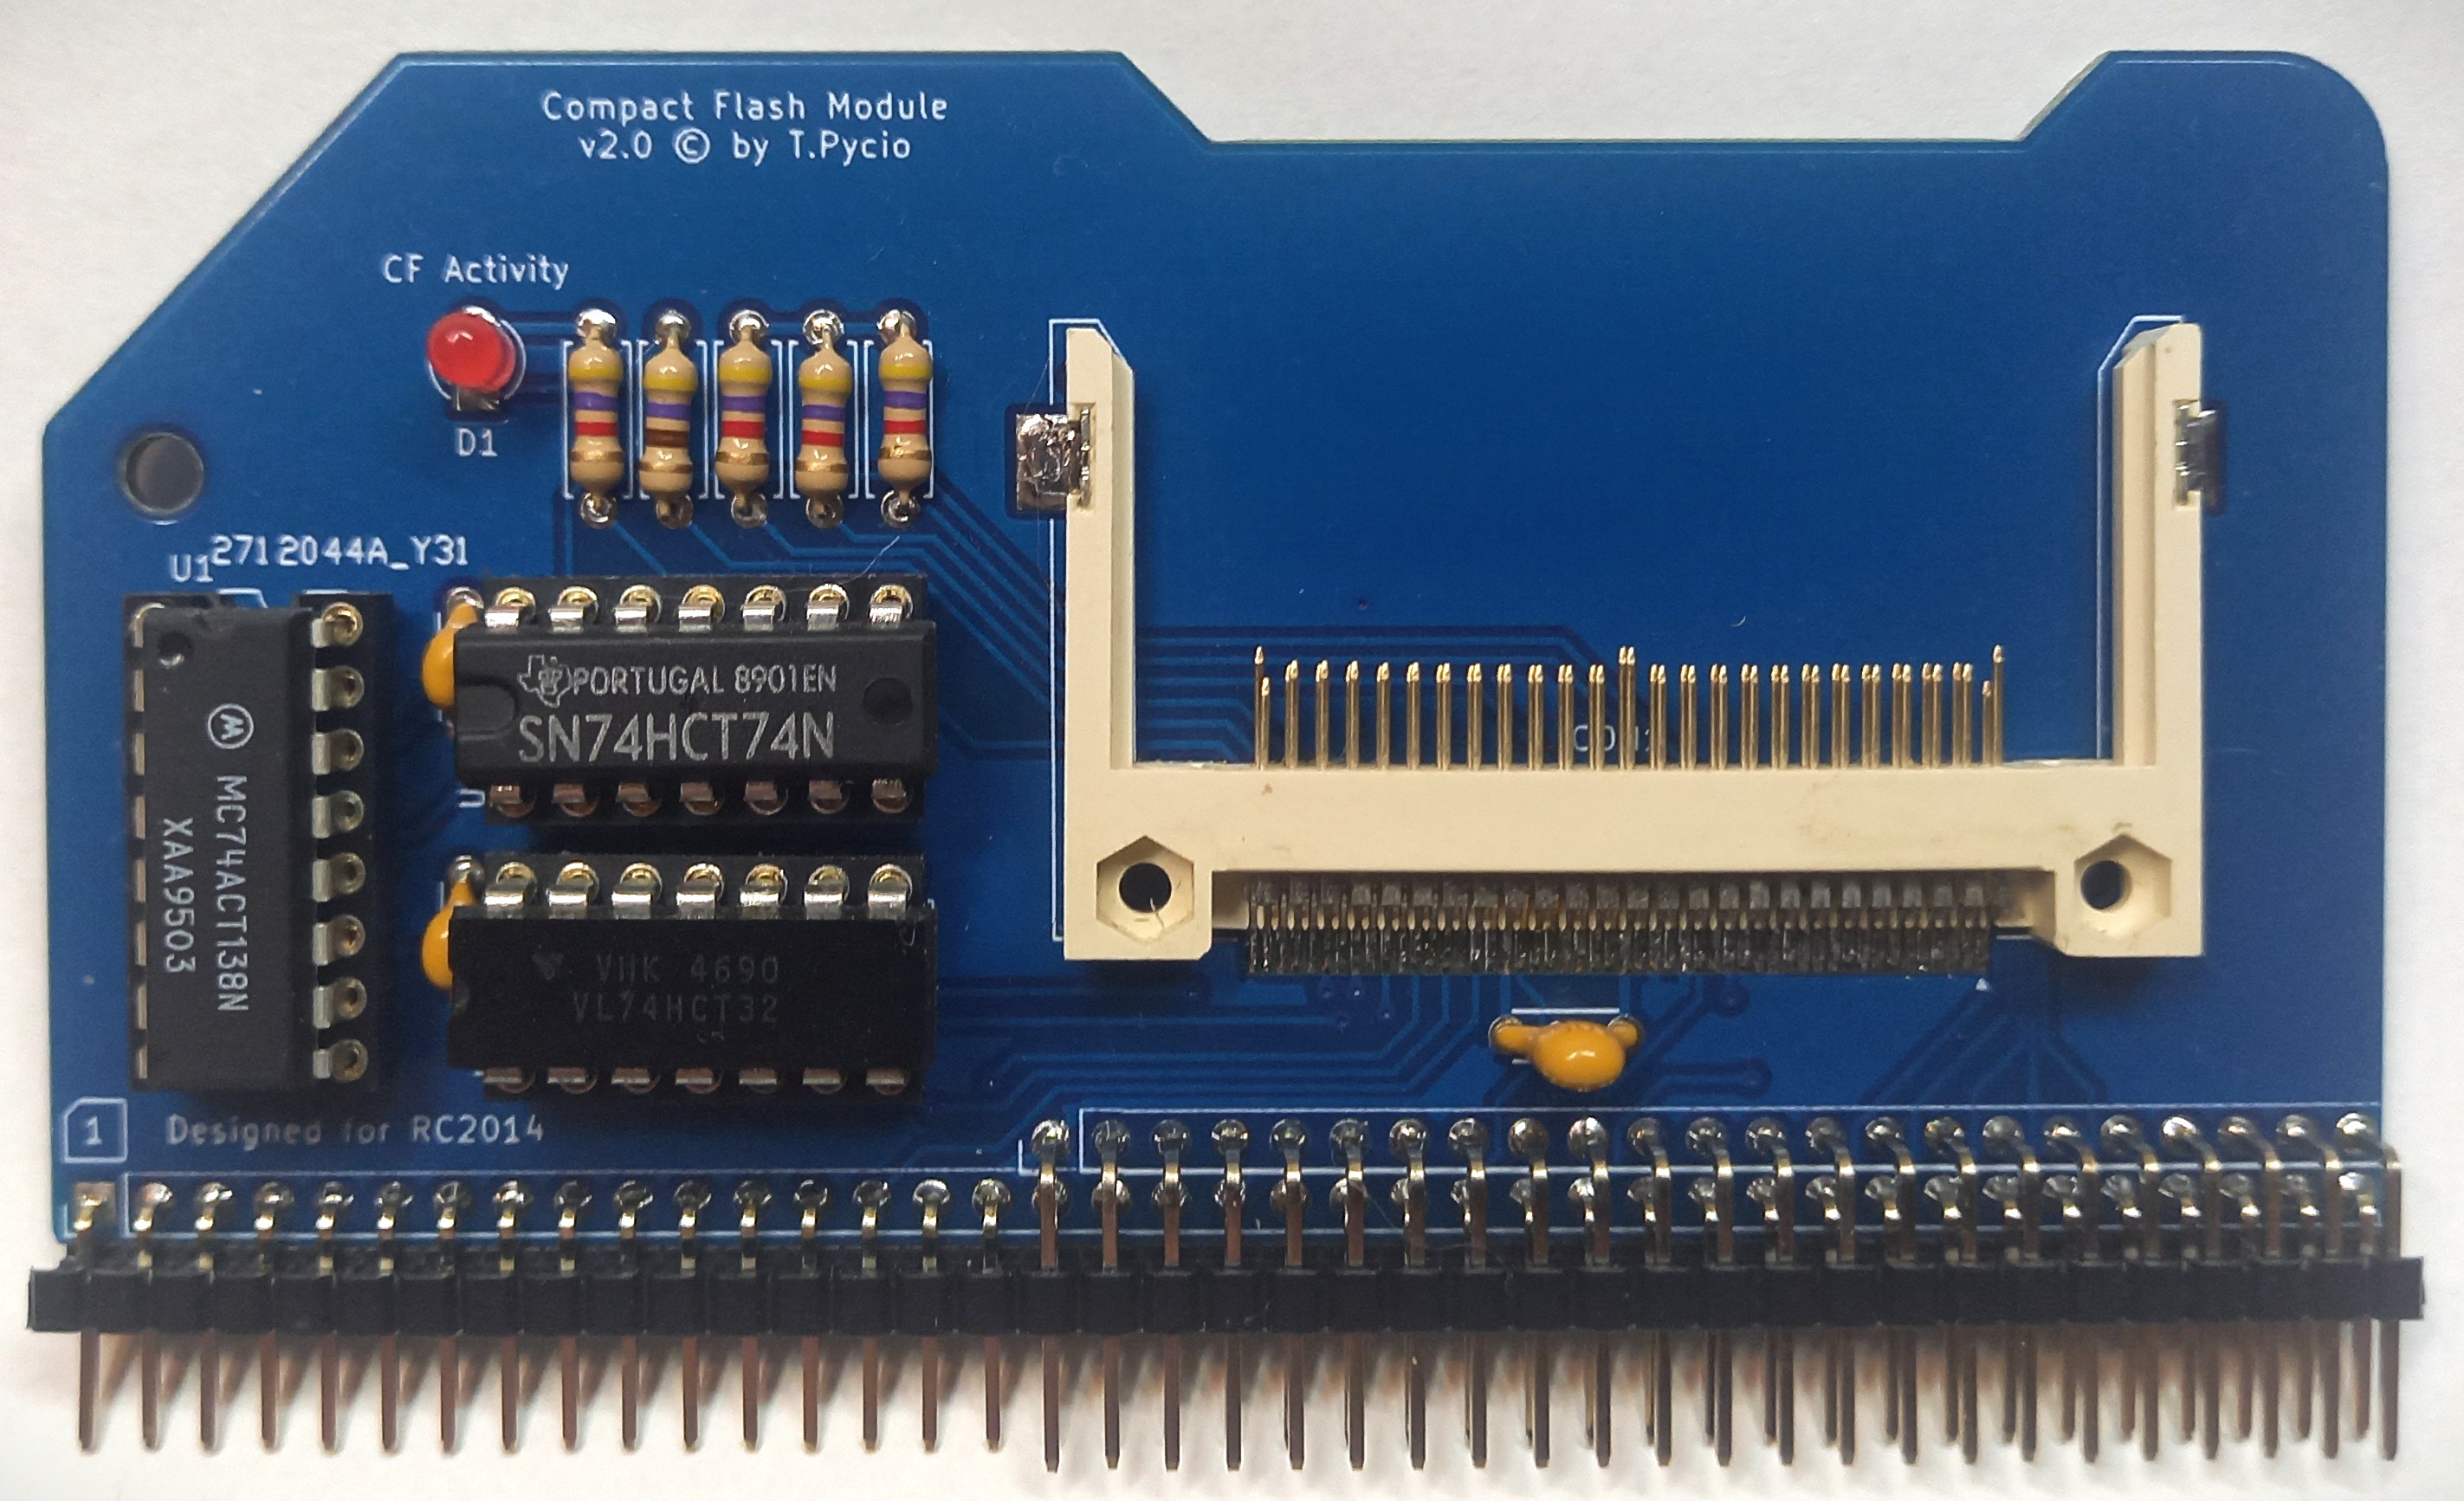 Compact Flash Module
v2.0 © by T.Pycio
CF Activity
D1
U1
2712044A_Y31
PORTUGAL 8901EN
SN74HCT74N
MC74ACT138N
XAA9503
4690
VL74HCT32
1
Designed for RC2014